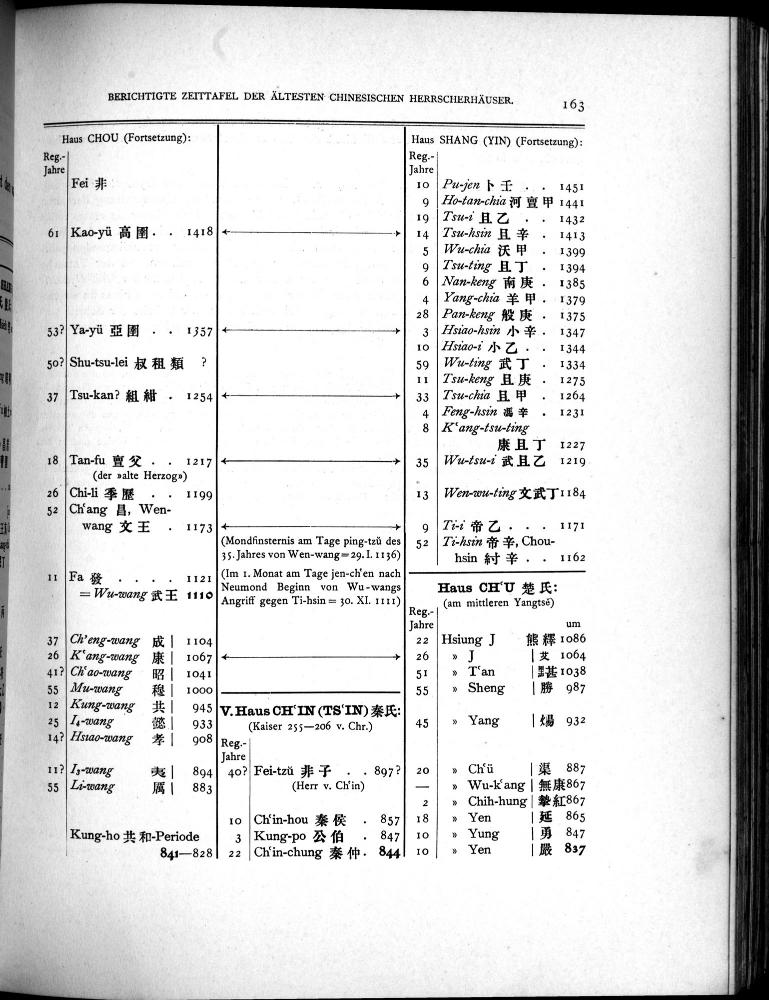 BERICHTIGTE ZEITTAFEL DER ÄLTESTEN CHINESISCHEN HERRSCHERHÄUSER.
163
Haus CHOU (Fortsetzung):
Reg.-
Jahre
Fei 非
61 Kao-yü 高圉 . . 1418
53? Ya-yü 亞圉 . . 1357
50? Shu-tsu-lei 叔祖類 ?
37 Tsu-kan? 組紺 . 1254
18 Tan-fu 亶父 . . 1217
(der »alte Herzog»)
26 Chi-li 季歷 . . 1199
52 Ch‘ang 昌, Wen-
wang 文王 . 1173
11 Fa 發 . . . . 1121
= Wu-wang 武王 1110
37 Ch‘eng-wang 成 | 1104
26 K‘ang-wang 康 | 1067
41? Ch‘ao-wang 昭 | 1041
55 Mu-wang 穆 | 1000
12 Kung-wang 共 | 945
25 I₄-wang 懿 | 933
14? Hsiao-wang 孝 | 908
11? I₃-wang 夷 | 894
55 Li-wang 厲 | 883
Kung-ho 共和-Periode
841—828
(Mondfinsternis am Tage ping-tzŭ des
35. Jahres von Wen-wang = 29. I. 1136)
(Im 1. Monat am Tage jen-ch‘en nach
Neumond Beginn von Wu-wangs
Angriff gegen Ti-hsin = 30. XI. 1111)
V. Haus CH‘IN (TS‘IN) 秦氏:
(Kaiser 255—206 v. Chr.)
Reg.-
Jahre
40? Fei-tzŭ 非子 . . 897?
(Herr v. Ch‘in)
10 Ch‘in-hou 秦侯 . 857
3 Kung-po 公伯 . 847
22 Ch‘in-chung 秦仲 . 844
Haus SHANG (YIN) (Fortsetzung):
Reg.-
Jahre
10 Pu-jen 卜壬 . . 1451
9 Ho-tan-chia 河亶甲 1441
19 Tsu-i 且乙 . . 1432
14 Tsu-hsin 且辛 . 1413
5 Wu-chia 沃甲 . 1399
9 Tsu-ting 且丁 . 1394
6 Nan-keng 南庚 . 1385
4 Yang-chia 羊甲 . 1379
28 Pan-keng 般庚 . 1375
3 Hsiao-hsin 小辛 . 1347
10 Hsiao-i 小乙 . . 1344
59 Wu-ting 武丁 . 1334
11 Tsu-keng 且庚 . 1275
33 Tsu-chia 且甲 . 1264
4 Feng-hsin 馮辛 . 1231
8 K‘ang-tsu-ting
康且丁 1227
35 Wu-tsu-i 武且乙 1219
13 Wen-wu-ting 文武丁 1184
9 Ti-i 帝乙 . . . 1171
52 Ti-hsin 帝辛, Chou-
hsin 紂辛 . . 1162
Haus CH‘U 楚氏:
(am mittleren Yangtsé)
Reg.-
Jahre um
22 Hsiung J 熊繹 1086
26 » J | 艾 1064
51 » T‘an | 1038
55 » Sheng | 勝 987
45 » Yang | 煬 932
20 » Ch‘ü | 渠 887
— » Wu-k‘ang | 無康 867
2 » Chih-hung | 摯紅 867
18 » Yen | 延 865
10 » Yung | 勇 847
10 » Yen | 嚴 837